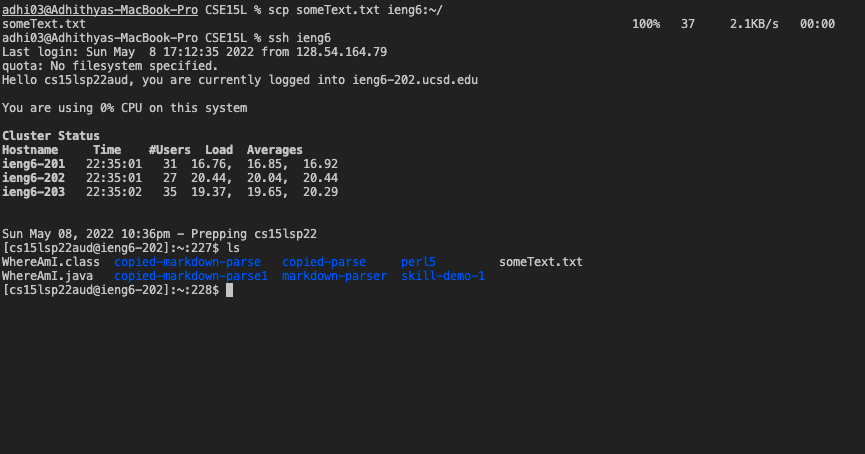 adhi03@Adhithyas-MacBook-Pro CSE15L % scp someText.txt ieng6:~/
someText.txt 100% 37 2.1KB/s 00:00
adhi03@Adhithyas-MacBook-Pro CSE15L % ssh ieng6
Last login: Sun May  8 17:12:35 2022 from 128.54.164.79
quota: No filesystem specified.
Hello cs15lsp22aud, you are currently logged into ieng6-202.ucsd.edu
You are using 0% CPU on this system
Cluster Status
Hostname Time #Users Load Averages
ieng6-201 22:35:01 31 16.76, 16.85, 16.92
ieng6-202 22:35:01 27 20.44, 20.04, 20.44
ieng6-203 22:35:02 35 19.37, 19.65, 20.29
Sun May 08, 2022 10:36pm - Prepping cs15lsp22
[cs15lsp22aud@ieng6-202]:~:227$ ls
WhereAmI.class copied-markdown-parse copied-parse perl5 someText.txt
WhereAmI.java copied-markdown-parse1 markdown-parser skill-demo-1
[cs15lsp22aud@ieng6-202]:~:228$